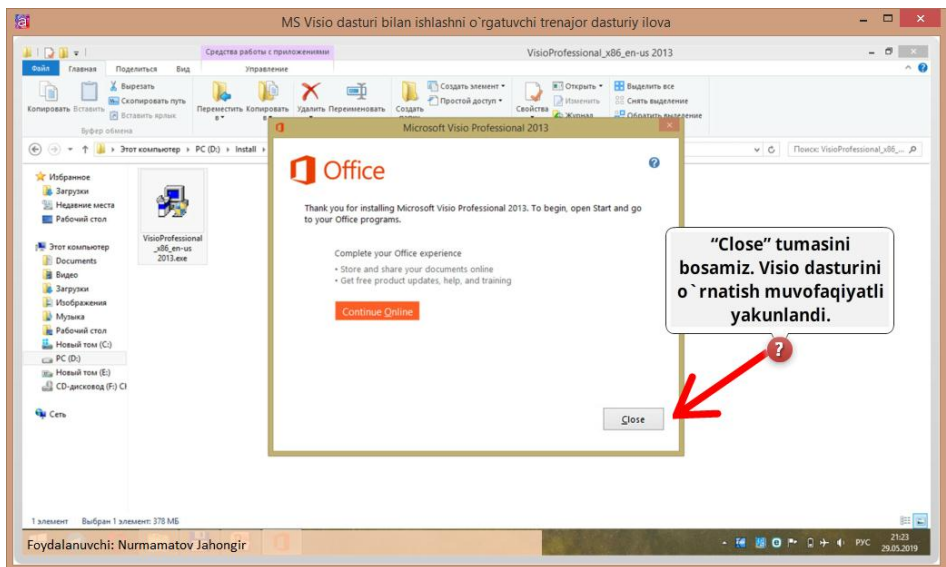 MS Visio dasturi bilan ishlashni o`rgatuvchi trenajor dasturiy ilova
Средства работы с приложениями
VisioProfessional_x86_en-us 2013
Файл Главная Поделиться Вид Управление
Копировать Вставить
Вырезать
Скопировать путь
Вставить ярлык
Переместить в
Копировать в
Удалить Переименовать
Создать папку
Создать элемент
Простой доступ
Свойства
Открыть
Изменить
Журнал
Выделить все
Снять выделение
Обратить выделение
Буфер обмена
Этот компьютер PC (D:) Install
Поиск: VisioProfessional_x86_...
Избранное
Загрузки
Недавние места
Рабочий стол
Этот компьютер
Documents
Видео
Загрузки
Изображения
Музыка
Рабочий стол
Новый том (C:)
PC (D:)
Новый том (E:)
CD-дисковод (F:) CI
Сеть
VisioProfessional
_x86_en-us
2013.exe
Microsoft Visio Professional 2013
Office
Thank you for installing Microsoft Visio Professional 2013. To begin, open Start and go
to your Office programs.
Complete your Office experience
• Store and share your documents online
• Get free product updates, help, and training
Continue Online
Close
“Close” tumasini
bosamiz. Visio dasturini
o`rnatish muvofaqiyatli
yakunlandi.
?
1 элемент Выбран 1 элемент: 378 МБ
Foydalanuvchi: Nurmamatov Jahongir
РУС
21:23
29.05.2019